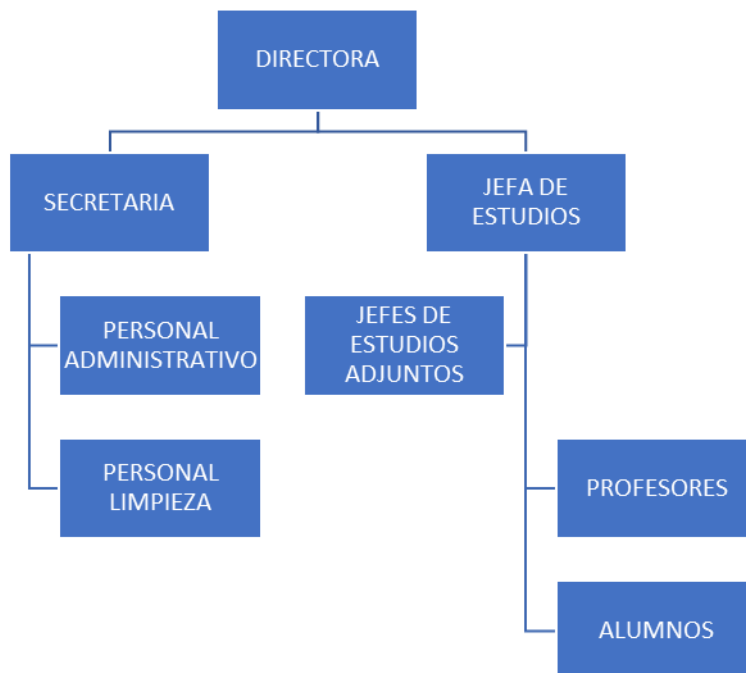 DIRECTORA
SECRETARIA
JEFA DE
ESTUDIOS
PERSONAL
ADMINISTRATIVO
JEFES DE
ESTUDIOS
ADJUNTOS
PERSONAL
LIMPIEZA
PROFESORES
ALUMNOS